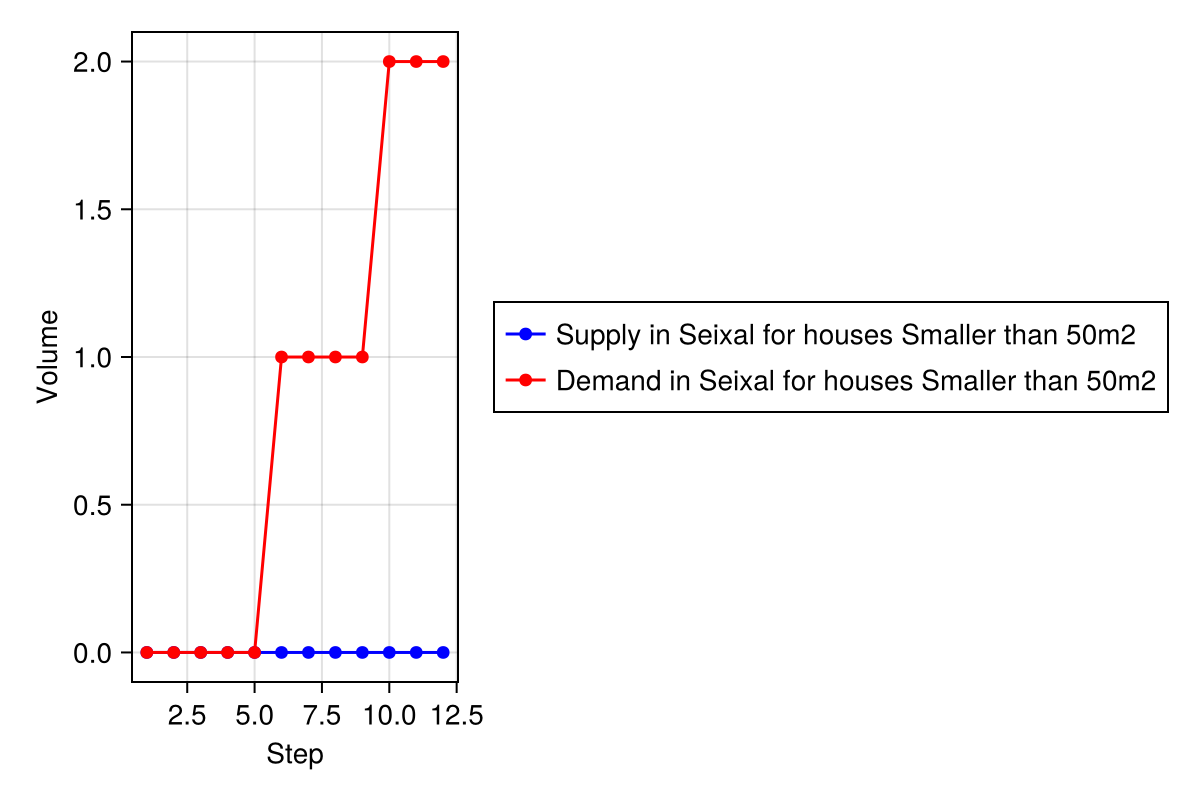 2.0
1.5
1.0
0.5
0.0
Volume
2.5 5.0 7.5 10.0 12.5
Step
Supply in Seixal for houses Smaller than 50m2
Demand in Seixal for houses Smaller than 50m2